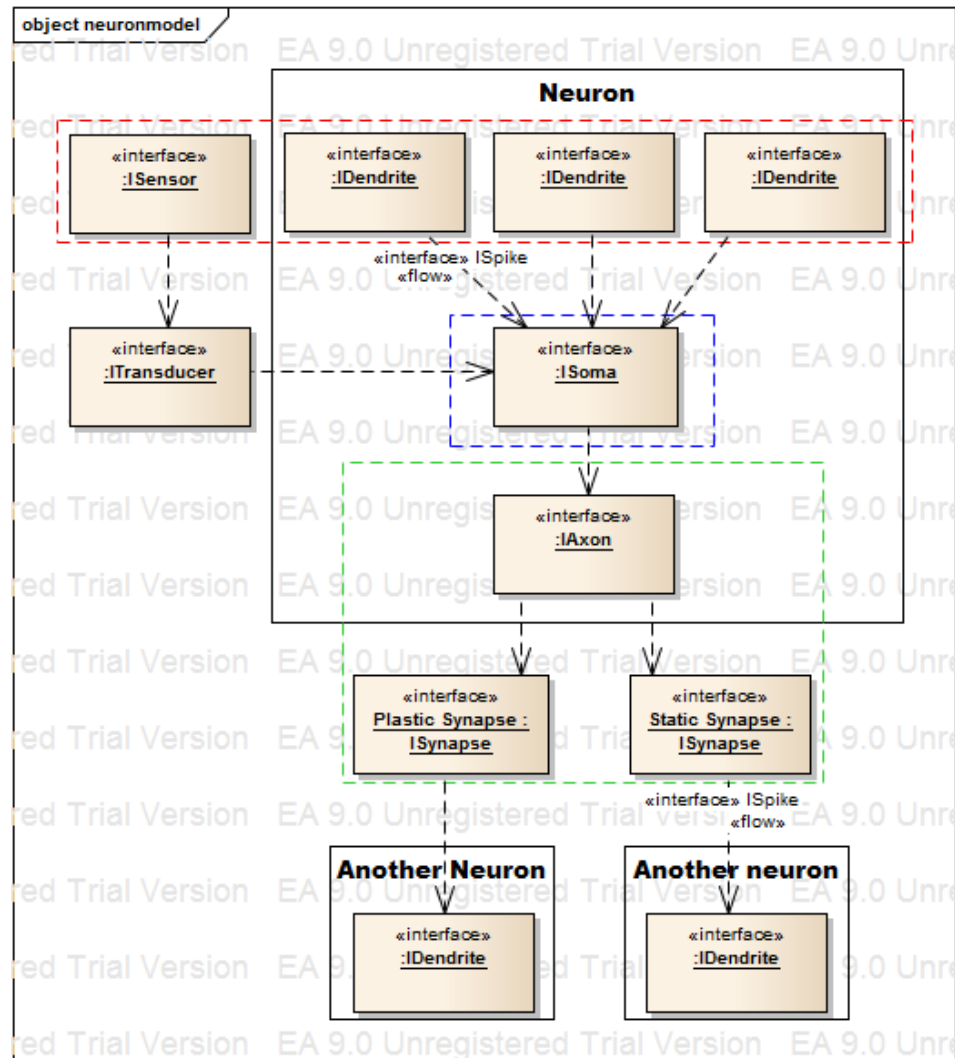 object neuronmodel
Neuron
«interface»
:ISensor
«interface»
:IDendrite
«interface»
:IDendrite
«interface»
:IDendrite
«interface» ISpike
«flow»
«interface»
:ITransducer
«interface»
:ISoma
«interface»
:IAxon
«interface»
Plastic Synapse :
ISynapse
«interface»
Static Synapse :
ISynapse
«interface» ISpike
«flow»
Another Neuron
«interface»
:IDendrite
Another neuron
«interface»
:IDendrite
EA 9.0 Unregistered Trial Version